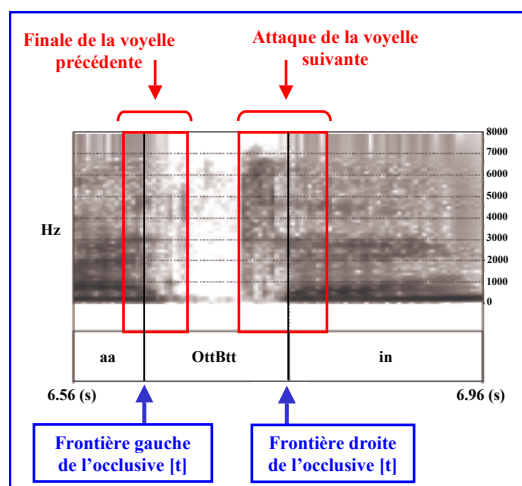 Finale de la voyelle
précédente
Attaque de la voyelle
suivante
Hz
8000
7000
6000
5000
4000
3000
2000
1000
0
aa
OttBtt
in
6.56 (s)
6.96 (s)
Frontière gauche
de l’occlusive [t]
Frontière droite
de l’occlusive [t]